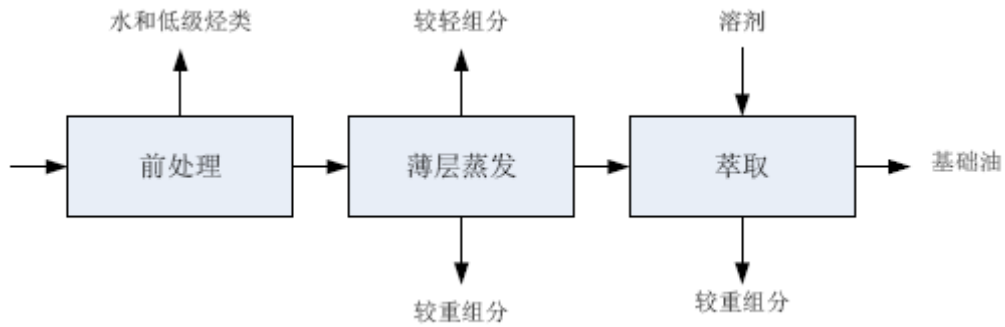 水和低级烃类
较轻组分
溶剂
前处理
薄层蒸发
萃取
基础油
较重组分
较重组分